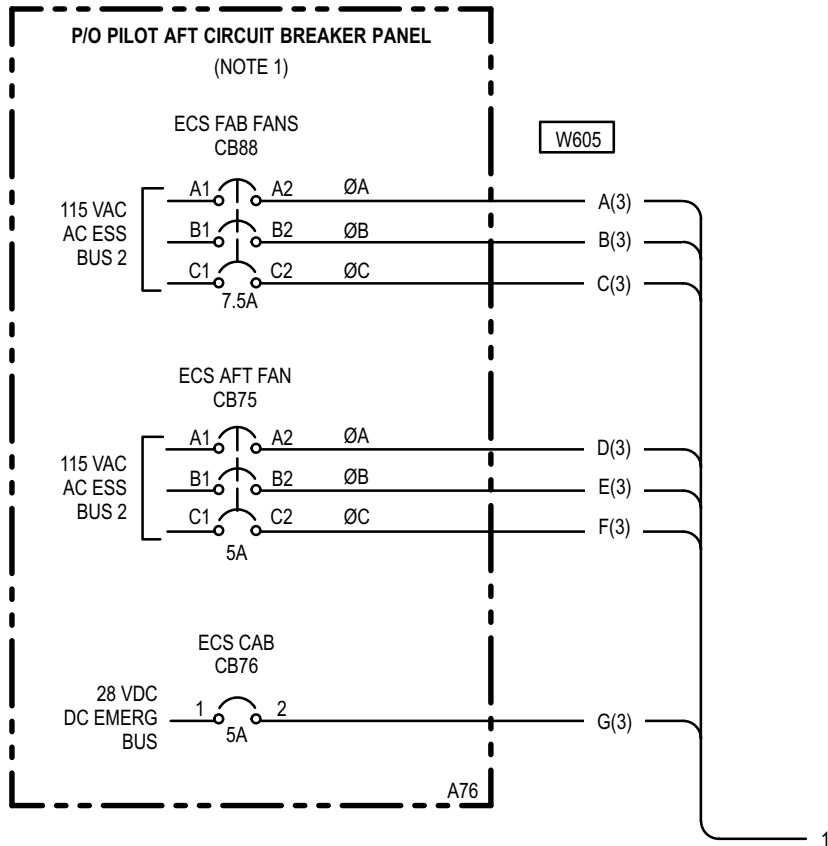 P/O PILOT AFT CIRCUIT BREAKER PANEL
(NOTE 1)
ECS FAB FANS
CB88
W605
115 VAC
AC ESS
BUS 2
A1 A2 ØA A(3)
B1 B2 ØB B(3)
C1 C2 ØC C(3)
7.5A
ECS AFT FAN
CB75
115 VAC
AC ESS
BUS 2
A1 A2 ØA D(3)
B1 B2 ØB E(3)
C1 C2 ØC F(3)
5A
ECS CAB
CB76
28 VDC
DC EMERG
BUS
1 2 G(3)
5A
A76
1